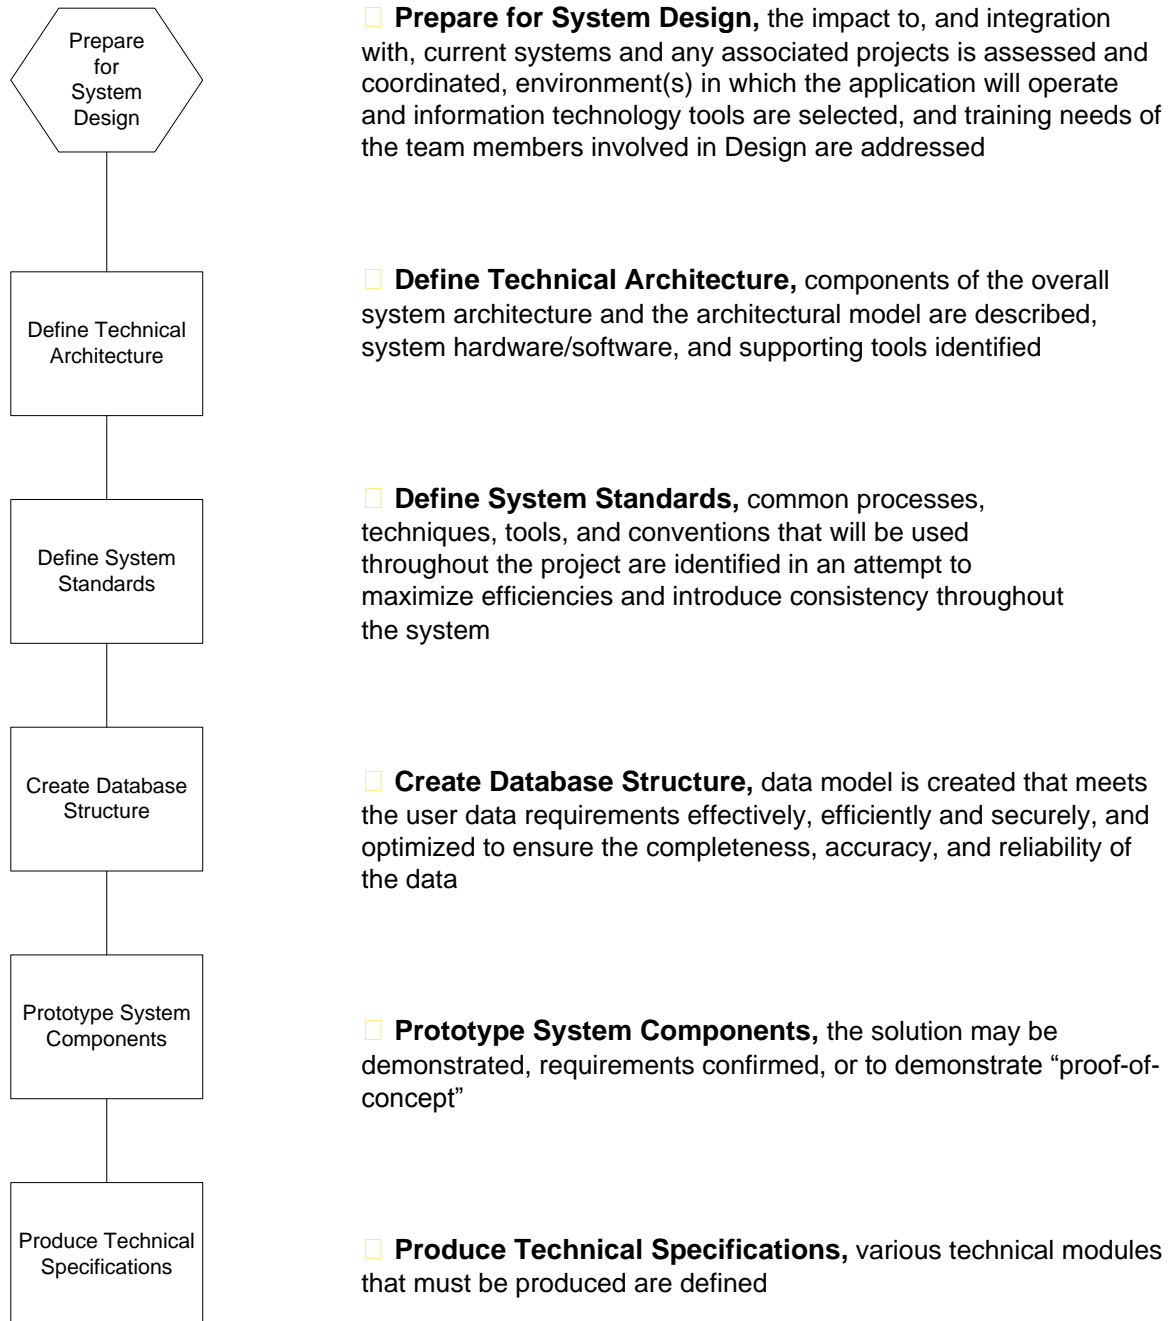 Prepare
for
System
Design
Prepare for System Design, the impact to, and integration
with, current systems and any associated projects is assessed and
coordinated, environment(s) in which the application will operate
and information technology tools are selected, and training needs of
the team members involved in Design are addressed
Define Technical
Architecture
Define Technical Architecture, components of the overall
system architecture and the architectural model are described,
system hardware/software, and supporting tools identified
Define System
Standards
Define System Standards, common processes,
techniques, tools, and conventions that will be used
throughout the project are identified in an attempt to
maximize efficiencies and introduce consistency throughout
the system
Create Database
Structure
Create Database Structure, data model is created that meets
the user data requirements effectively, efficiently and securely, and
optimized to ensure the completeness, accuracy, and reliability of
the data
Prototype System
Components
Prototype System Components, the solution may be
demonstrated, requirements confirmed, or to demonstrate “proof-of-
concept”
Produce Technical
Specifications
Produce Technical Specifications, various technical modules
that must be produced are defined